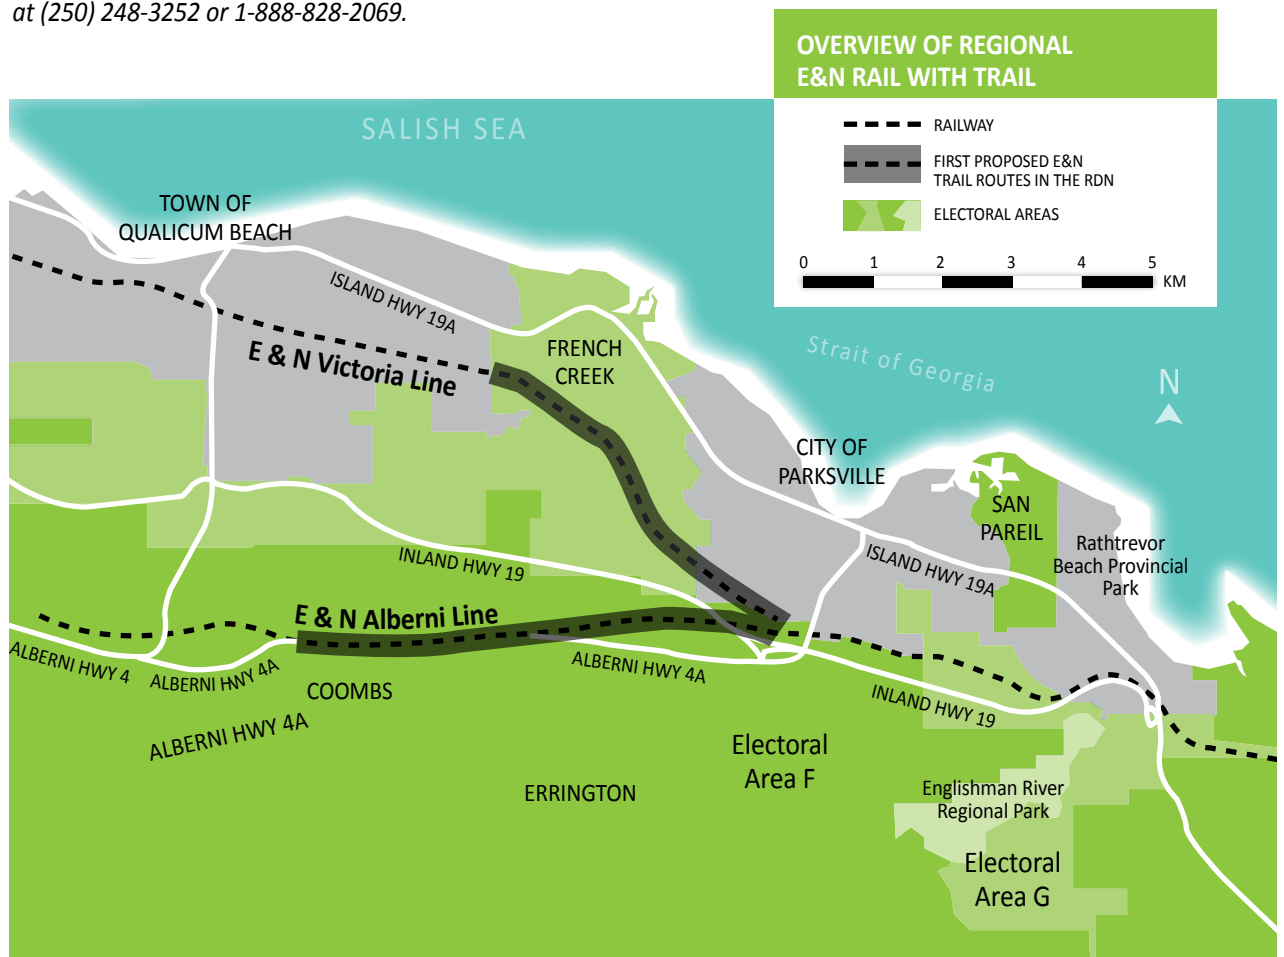 at (250) 248-3252 or 1-888-828-2069.
OVERVIEW OF REGIONAL
E&N RAIL WITH TRAIL
RAILWAY
FIRST PROPOSED E&N
TRAIL ROUTES IN THE RDN
ELECTORAL AREAS
0 1 2 3 4 5
KM
SALISH SEA
TOWN OF
QUALICUM BEACH
ISLAND HWY 19A
E & N Victoria Line
FRENCH
CREEK
Strait of Georgia
N
CITY OF
PARKSVILLE
SAN
PAREIL
Rathtrevor
Beach Provincial
Park
ISLAND HWY 19A
INLAND HWY 19
E & N Alberni Line
ALBERNI HWY 4
ALBERNI HWY 4A
COOMBS
ALBERNI HWY 4A
ALBERNI HWY 4A
INLAND HWY 19
Electoral
Area F
ERRINGTON
Englishman River
Regional Park
Electoral
Area G